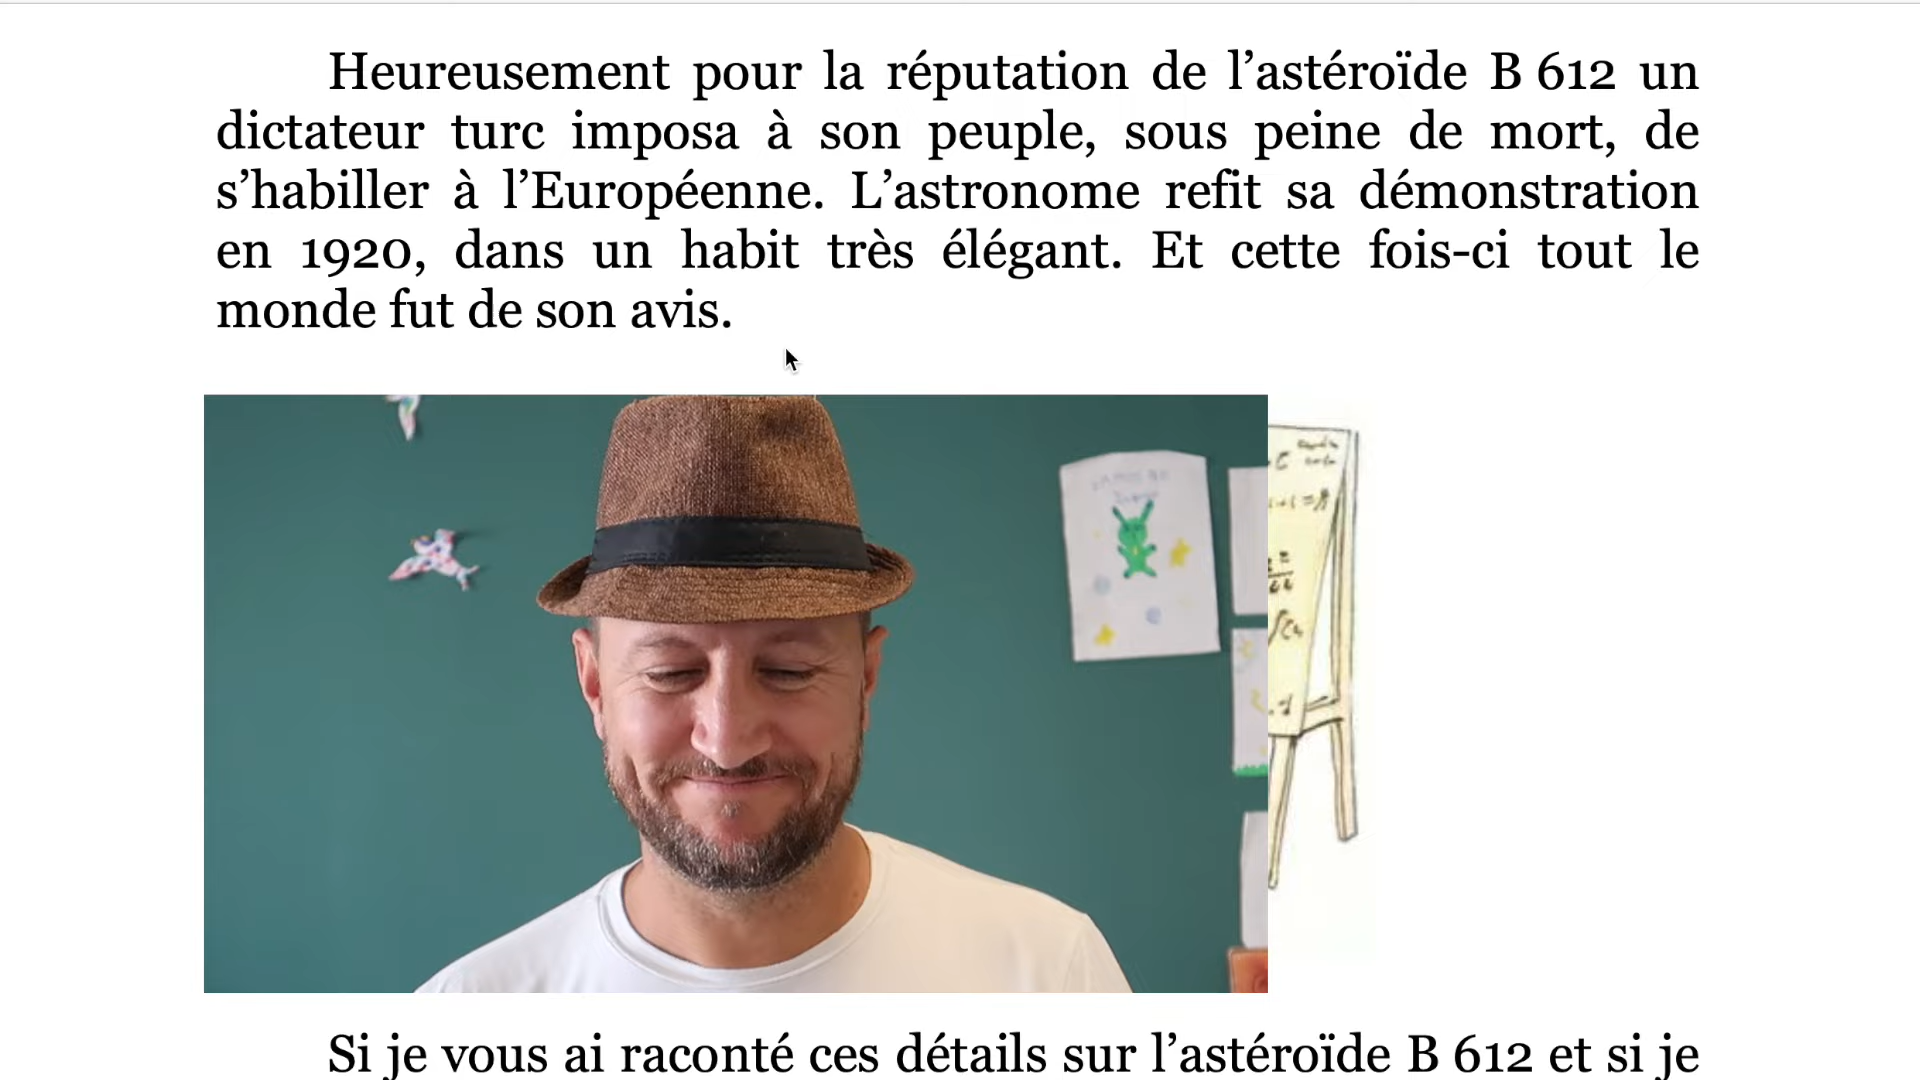 Heureusement pour la réputation de l’astéroïde B 612 un
dictateur turc imposa à son peuple, sous peine de mort, de
s’habiller à l’Européenne. L’astronome refit sa démonstration
en 1920, dans un habit très élégant. Et cette fois-ci tout le
monde fut de son avis.
Si je vous ai raconté ces détails sur l’astéroïde B 612 et si je